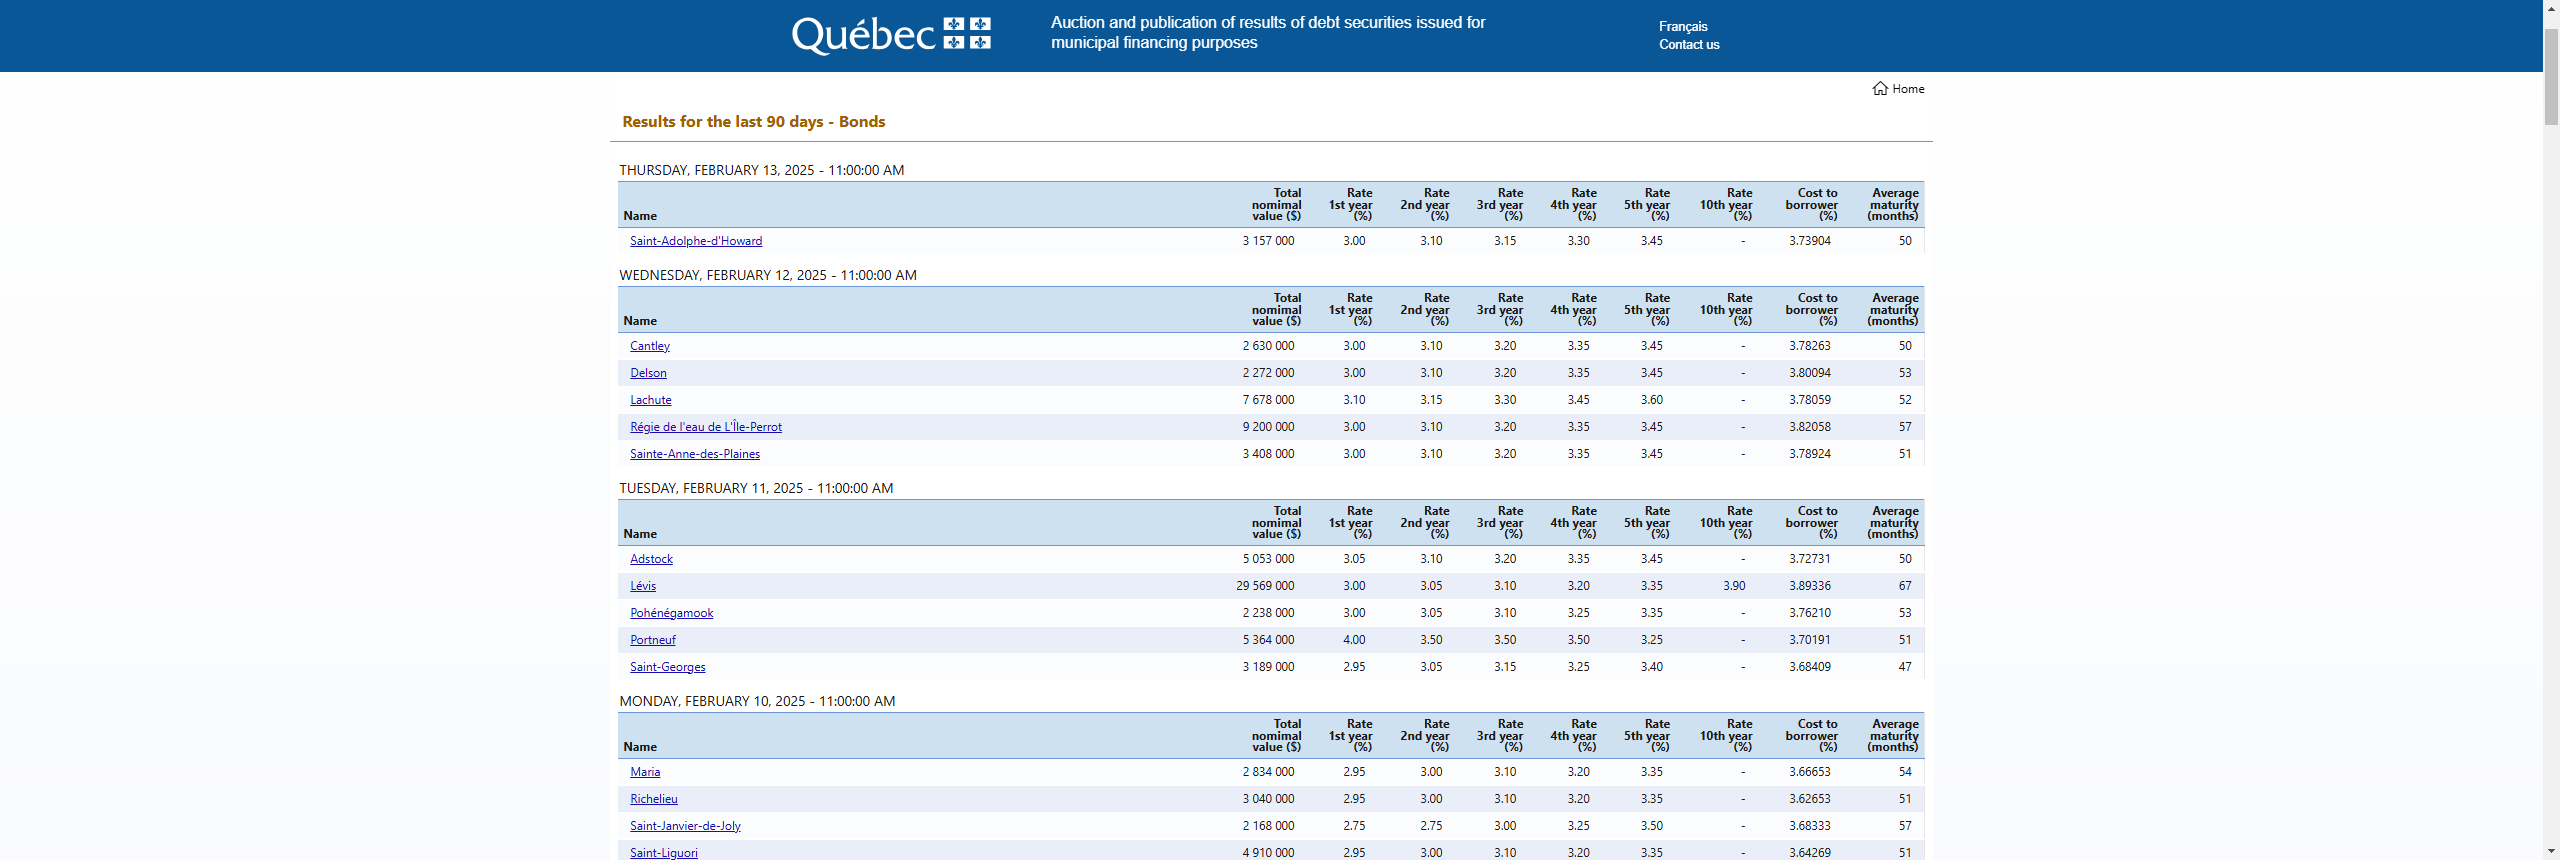 Québec
Auction and publication of results of debt securities issued for
municipal financing purposes
Français
Contact us
Home
Results for the last 90 days - Bonds
THURSDAY, FEBRUARY 13, 2025 - 11:00:00 AM
Name Total nomimal value ($) Rate 1st year (%) Rate 2nd year (%) Rate 3rd year (%) Rate 4th year (%) Rate 5th year (%) Rate 10th year (%) Cost to borrower (%) Average maturity (months)
Saint-Adolphe-d'Howard 3 157 000 3.00 3.10 3.15 3.30 3.45 - 3.73904 50
WEDNESDAY, FEBRUARY 12, 2025 - 11:00:00 AM
Name Total nomimal value ($) Rate 1st year (%) Rate 2nd year (%) Rate 3rd year (%) Rate 4th year (%) Rate 5th year (%) Rate 10th year (%) Cost to borrower (%) Average maturity (months)
Cantley 2 630 000 3.00 3.10 3.20 3.35 3.45 - 3.78263 50
Delson 2 272 000 3.00 3.10 3.20 3.35 3.45 - 3.80094 53
Lachute 7 678 000 3.10 3.15 3.30 3.45 3.60 - 3.78059 52
Régie de l'eau de L'Île-Perrot 9 200 000 3.00 3.10 3.20 3.35 3.45 - 3.82058 57
Sainte-Anne-des-Plaines 3 408 000 3.00 3.10 3.20 3.35 3.45 - 3.78924 51
TUESDAY, FEBRUARY 11, 2025 - 11:00:00 AM
Name Total nomimal value ($) Rate 1st year (%) Rate 2nd year (%) Rate 3rd year (%) Rate 4th year (%) Rate 5th year (%) Rate 10th year (%) Cost to borrower (%) Average maturity (months)
Adstock 5 053 000 3.05 3.10 3.20 3.35 3.45 - 3.72731 50
Lévis 29 569 000 3.00 3.05 3.10 3.20 3.35 3.90 3.89336 67
Pohénégamook 2 238 000 3.00 3.05 3.10 3.25 3.35 - 3.76210 53
Portneuf 5 364 000 4.00 3.50 3.50 3.50 3.25 - 3.70191 51
Saint-Georges 3 189 000 2.95 3.05 3.15 3.25 3.40 - 3.68409 47
MONDAY, FEBRUARY 10, 2025 - 11:00:00 AM
Name Total nomimal value ($) Rate 1st year (%) Rate 2nd year (%) Rate 3rd year (%) Rate 4th year (%) Rate 5th year (%) Rate 10th year (%) Cost to borrower (%) Average maturity (months)
Maria 2 834 000 2.95 3.00 3.10 3.20 3.35 - 3.66653 54
Richelieu 3 040 000 2.95 3.00 3.10 3.20 3.35 - 3.62653 51
Saint-Janvier-de-Joly 2 168 000 2.75 2.75 3.00 3.25 3.50 - 3.68333 57
Saint-Liguori 4 910 000 2.95 3.00 3.10 3.20 3.35 - 3.64269 51